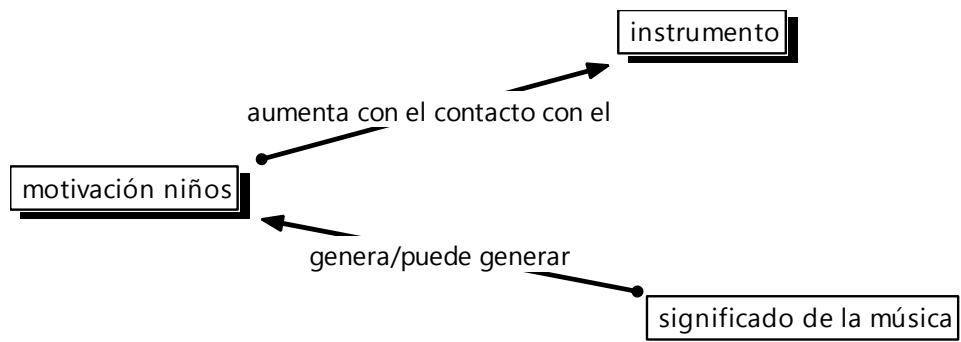 instrumento
aumenta con el contacto con el
motivación niños
genera/puede generar
significado de la música